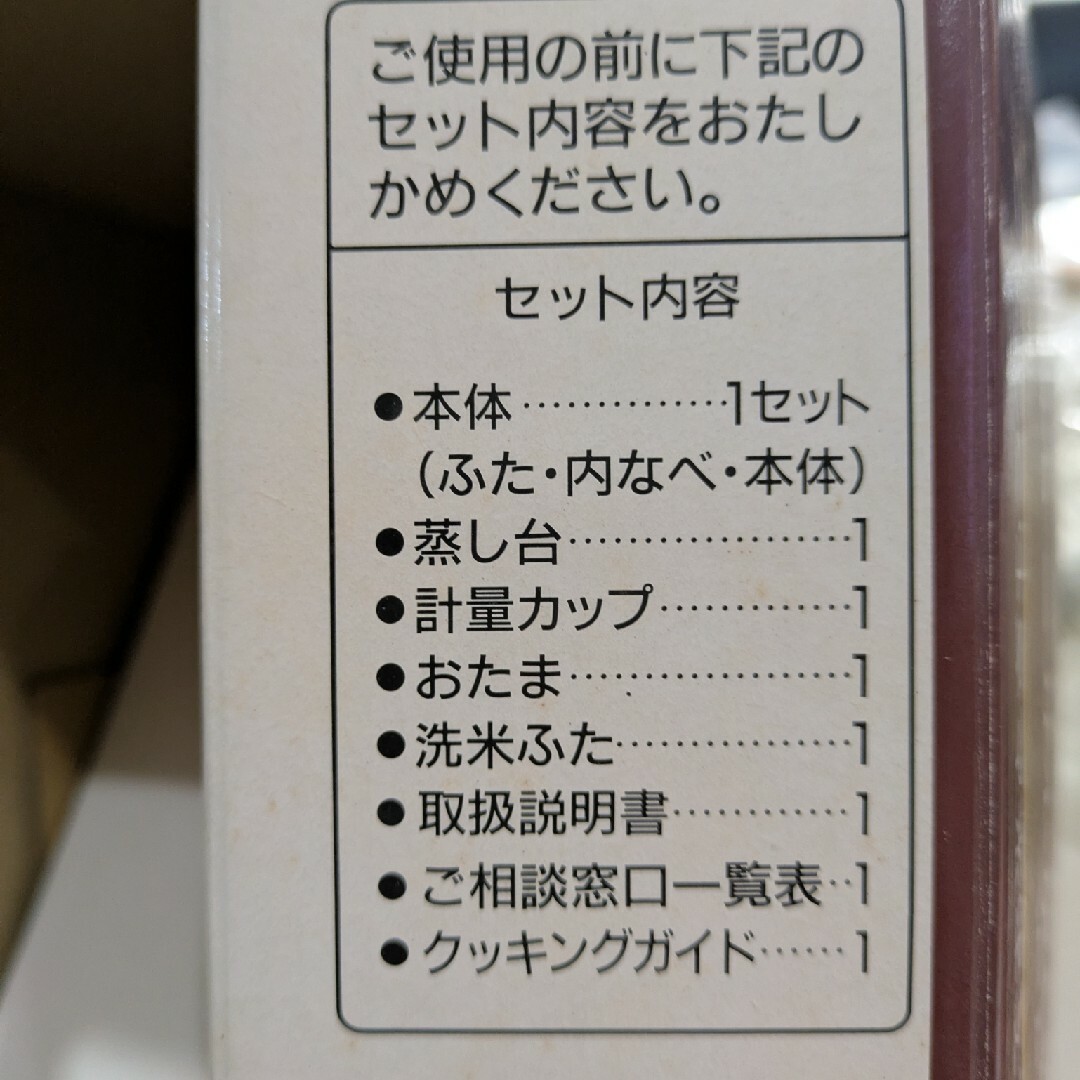 ご使用の前に下記の
セット内容をおたし
かめください。
セット内容
●本体……………1セット
（ふた・内なべ・本体）
●蒸し台…………………1
●計量カップ……………1
●おたま…………………1
●洗米ふた………………1
●取扱説明書……………1
●ご相談窓口一覧表…1
●クッキングガイド……1